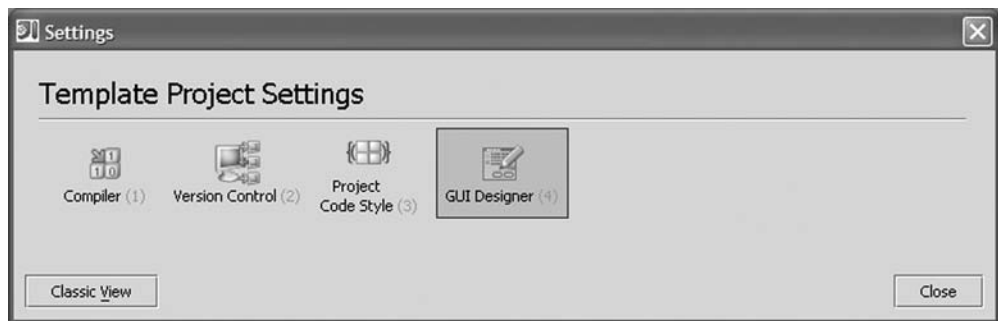 Settings
Template Project Settings
Compiler (1)
Version Control (2)
Project
Code Style (3)
GUI Designer (4)
Classic View
Close